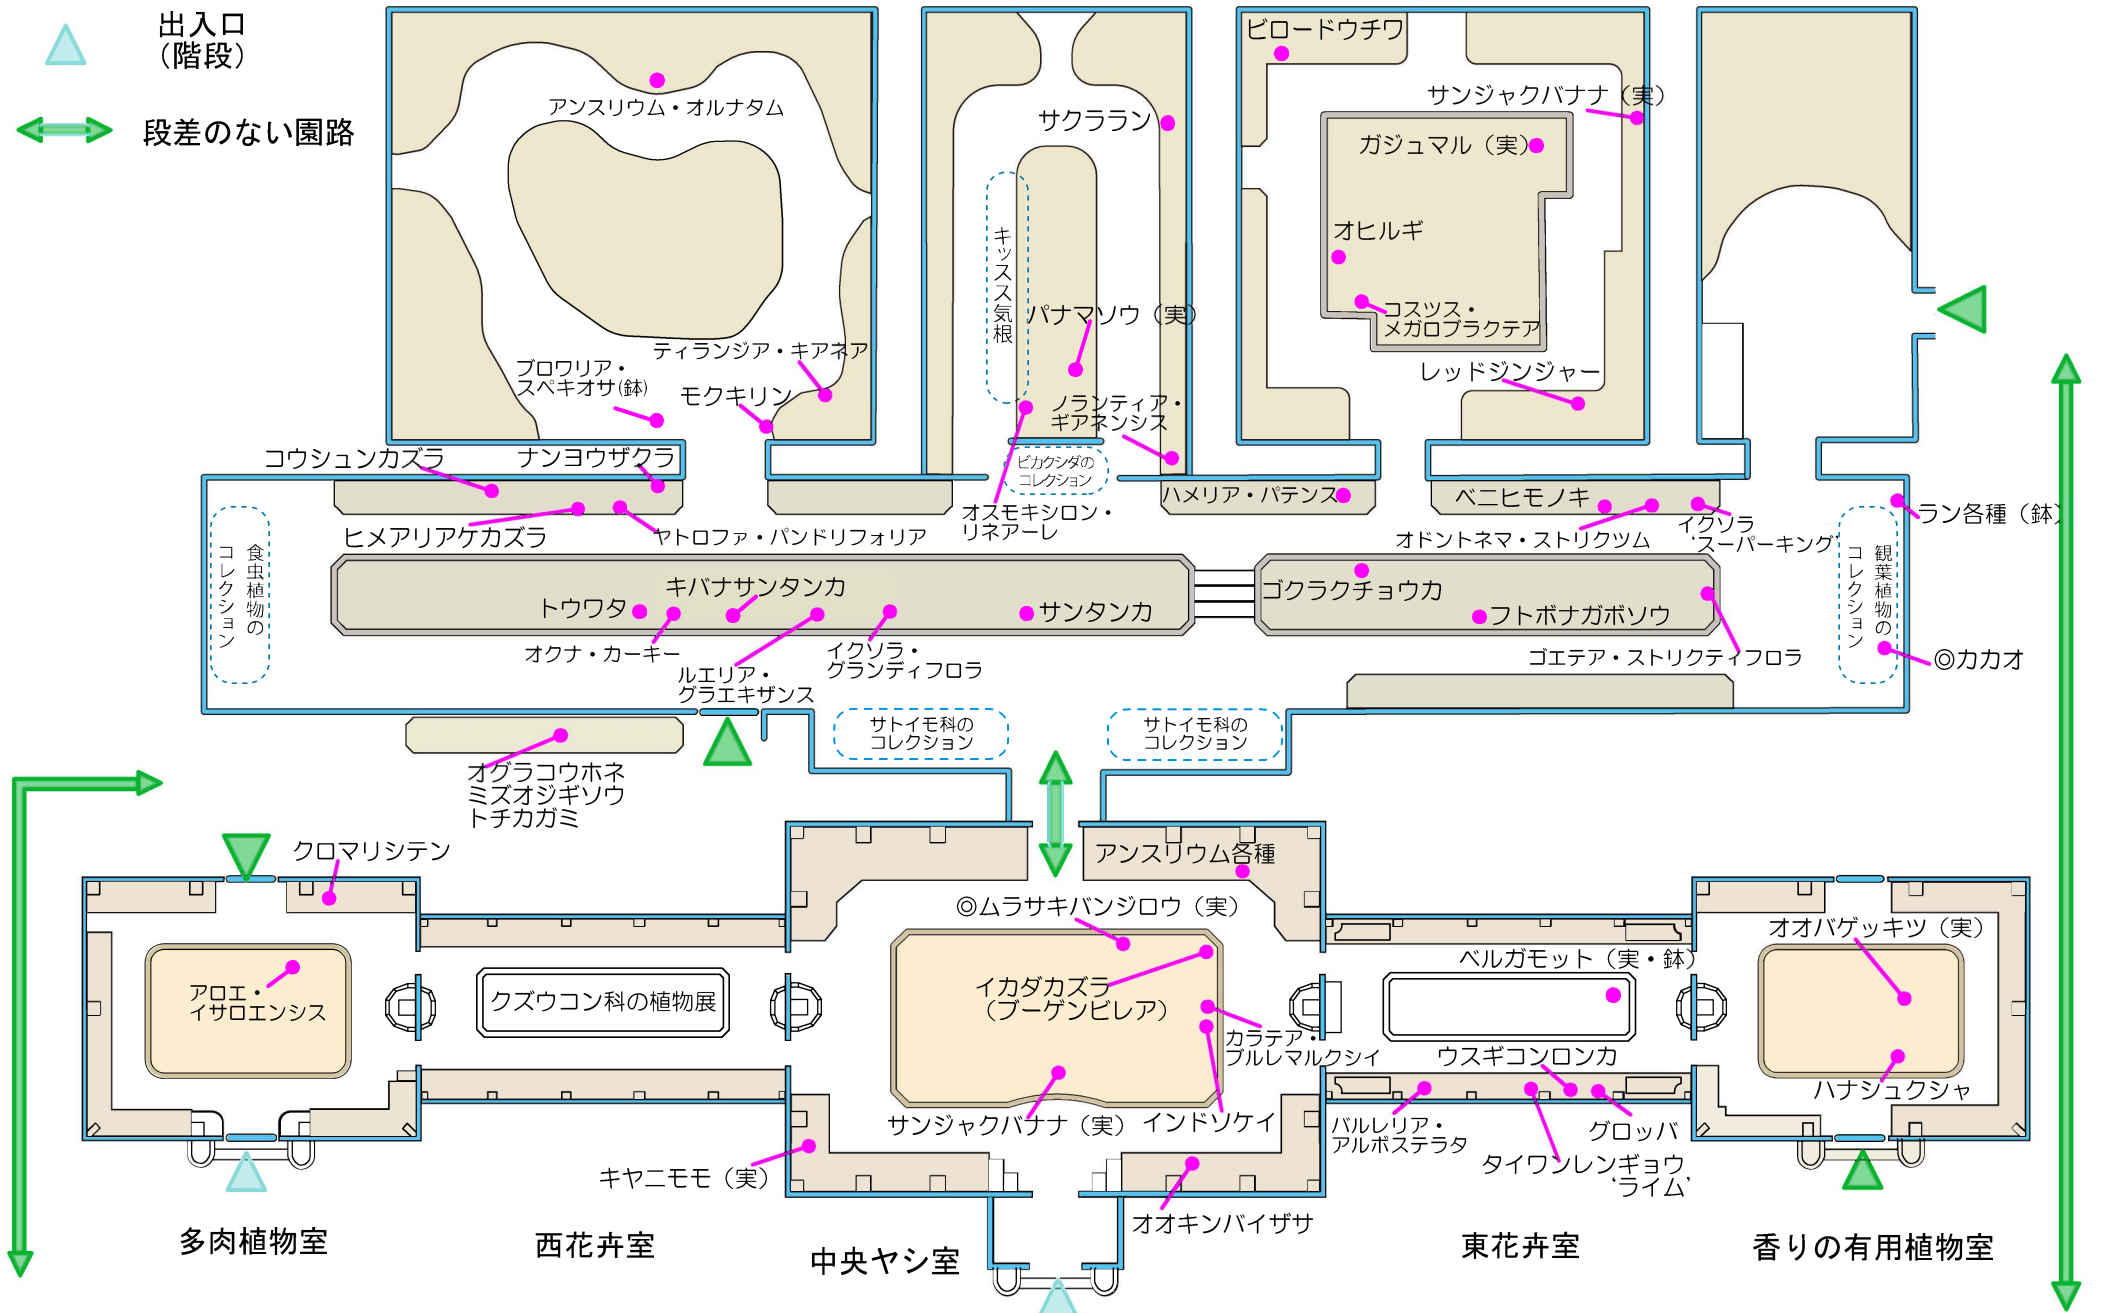 出入口
（階段）
段差のない園路
アンスリウム・オルナタム
サクララン
ビロードウチワ
サンジャクバナナ（実）
ガジュマル（実）
オヒルギ
コスツス・
メガロブラクテア
キッスス気根
パナマソウ（実）
ティランジア・キアネア
ブロワリア・
スペキオサ(鉢)
モクキリン
ノランティア・
ギアネンシス
レッドジンジャー
コウシュンカズラ
ナンヨウザクラ
ビカクシダの
コレクション
ハメリア・パテンス
ベニヒモノキ
ラン各種（鉢）
ヒメアリアケカズラ
ヤトロファ・パンドリフォリア
オスモキシロン・
リネアーレ
オドントネマ・ストリクツム
イクソラ
‘スーパーキング’
食虫植物の
コレクション
キバナサンタンカ
トウワタ
サンタンカ
ゴクラクチョウカ
フトボナガボソウ
観葉植物の
コレクション
オクナ・カーキー
ルエリア・
グラエキザンス
イクソラ・
グランディフロラ
ゴエテア・ストリクティフロラ
◎カカオ
サトイモ科の
コレクション
サトイモ科の
コレクション
オグラコウホネ
ミズオジギソウ
トチカガミ
クロマリシテン
アンスリウム各種
◎ムラサキバンジロウ（実）
オオバゲッキツ（実）
ベルガモット（実・鉢）
アロエ・
イサロエンシス
クズウコン科の植物展
イカダカズラ
（ブーゲンビレア）
カラテア・
ブルレマルクシイ
ウスギコンロンカ
ハナシュクシャ
サンジャクバナナ（実）
インドソケイ
バルレリア・
アルボステラタ
グロッバ
タイワンレンギョウ
‘ライム’
キヤニモモ（実）
オオキンバイザサ
多肉植物室
西花卉室
中央ヤシ室
東花卉室
香りの有用植物室